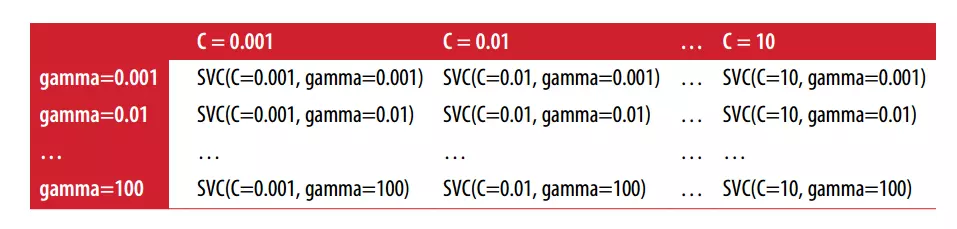 C = 0.001 C = 0.01 … C = 10
gamma=0.001 SVC(C=0.001, gamma=0.001) SVC(C=0.01, gamma=0.001) … SVC(C=10, gamma=0.001)
gamma=0.01 SVC(C=0.001, gamma=0.01) SVC(C=0.01, gamma=0.01) … SVC(C=10, gamma=0.01)
… … … … …
gamma=100 SVC(C=0.001, gamma=100) SVC(C=0.01, gamma=100) … SVC(C=10, gamma=100)